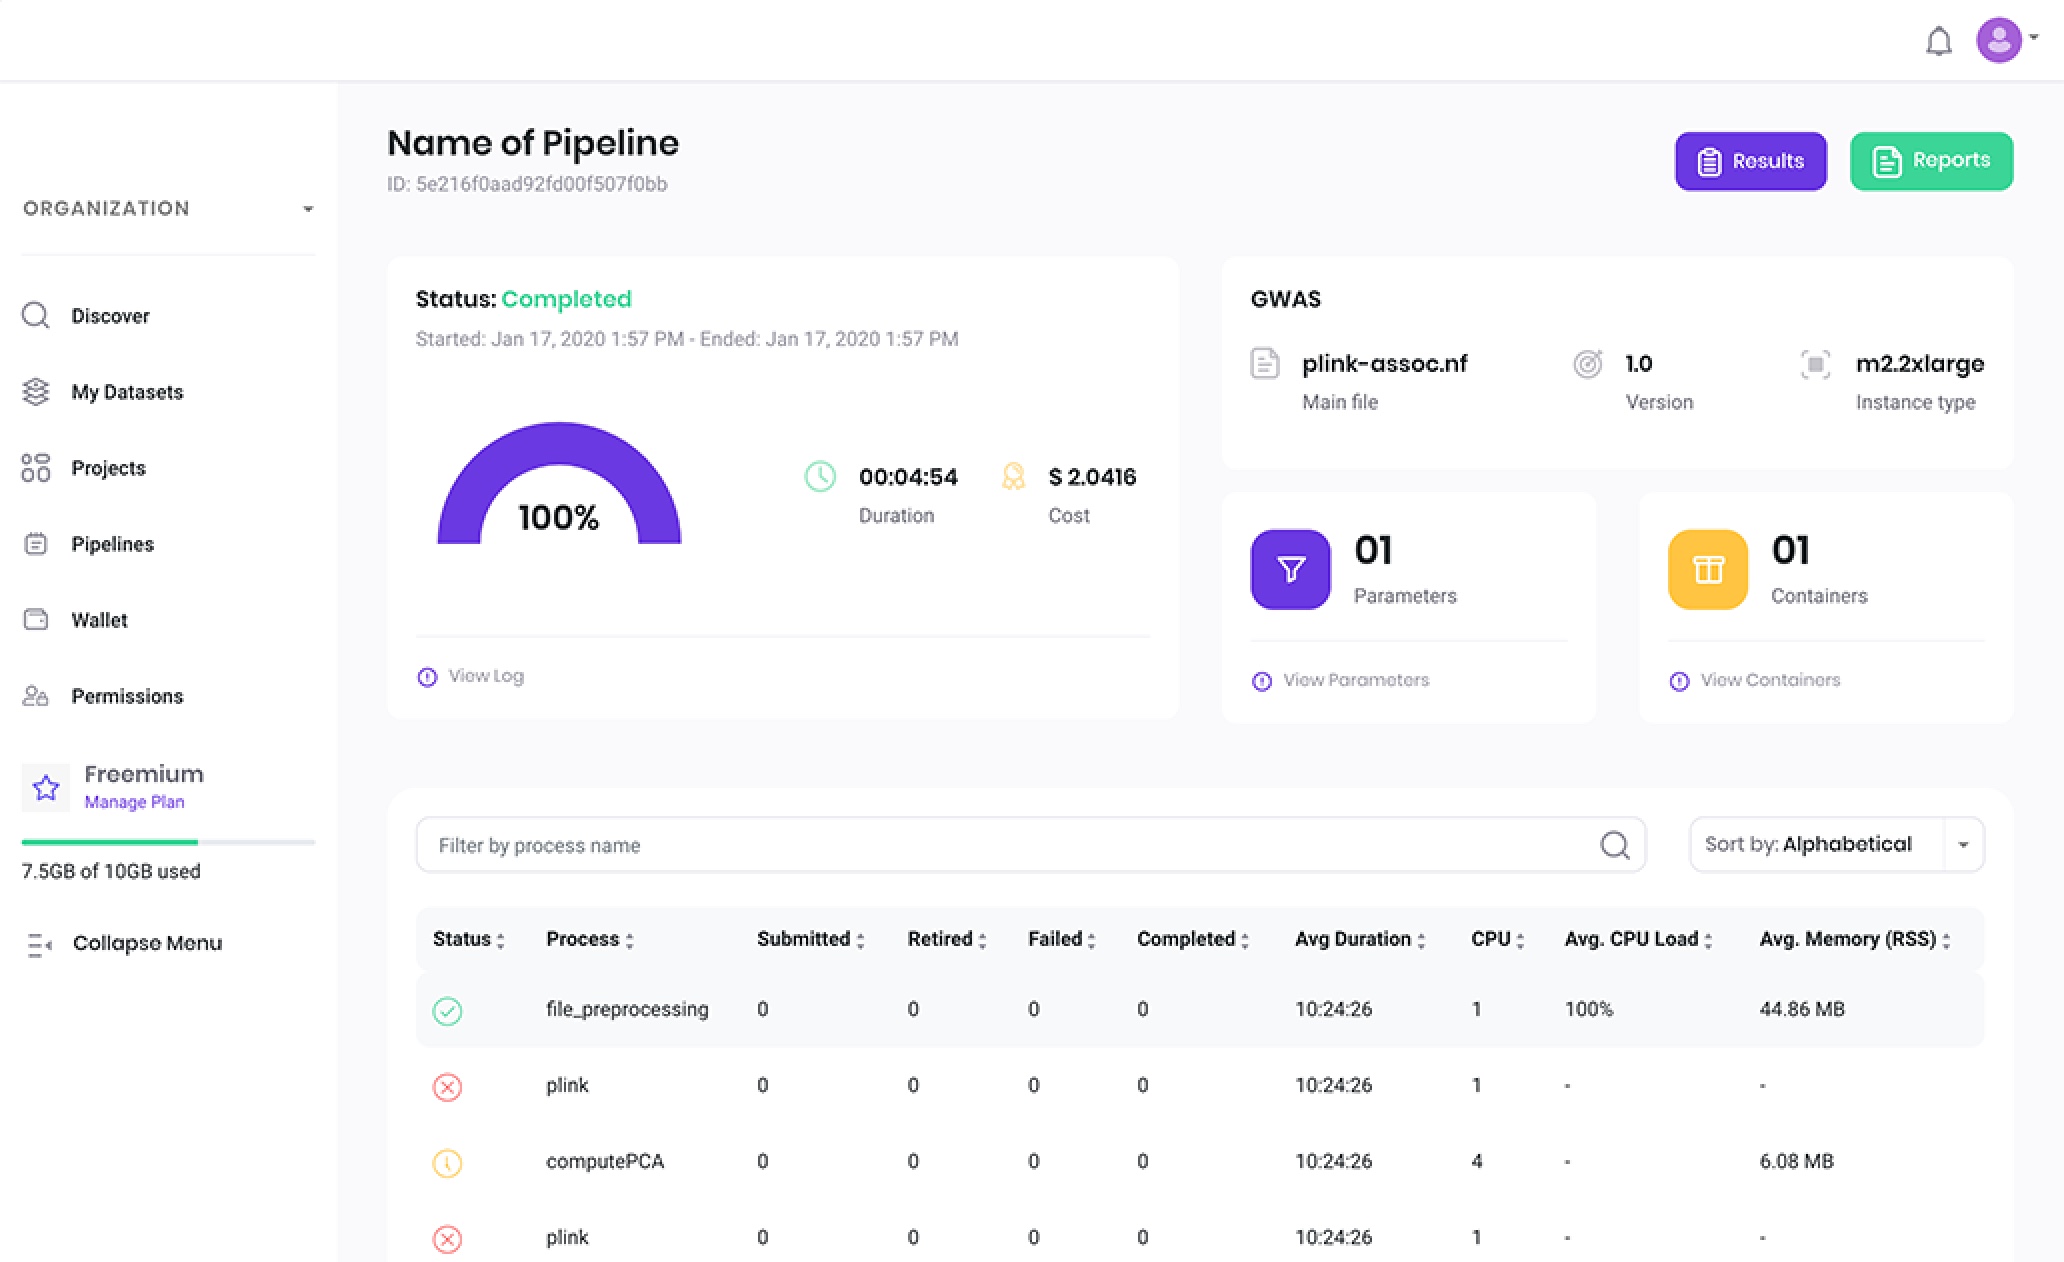 ORGANIZATION
Discover
My Datasets
Projects
Pipelines
Wallet
Permissions
Freemium
Manage Plan
7.5GB of 10GB used
Collapse Menu
Name of Pipeline
ID: 5e216f0aad92fd00f507f0bb
Results
Reports
Status: Completed
Started: Jan 17, 2020 1:57 PM - Ended: Jan 17, 2020 1:57 PM
100%
00:04:54
Duration
$ 2.0416
Cost
View Log
GWAS
plink-assoc.nf
Main file
1.0
Version
m2.2xlarge
Instance type
01
Parameters
View Parameters
01
Containers
View Containers
Filter by process name
Sort by: Alphabetical
Status Process Submitted Retired Failed Completed Avg Duration CPU Avg. CPU Load Avg. Memory (RSS)
file_preprocessing 0 0 0 0 10:24:26 1 100% 44.86 MB
plink 0 0 0 0 10:24:26 1 - -
computePCA 0 0 0 0 10:24:26 4 - 6.08 MB
plink 0 0 0 0 10:24:26 1 - -